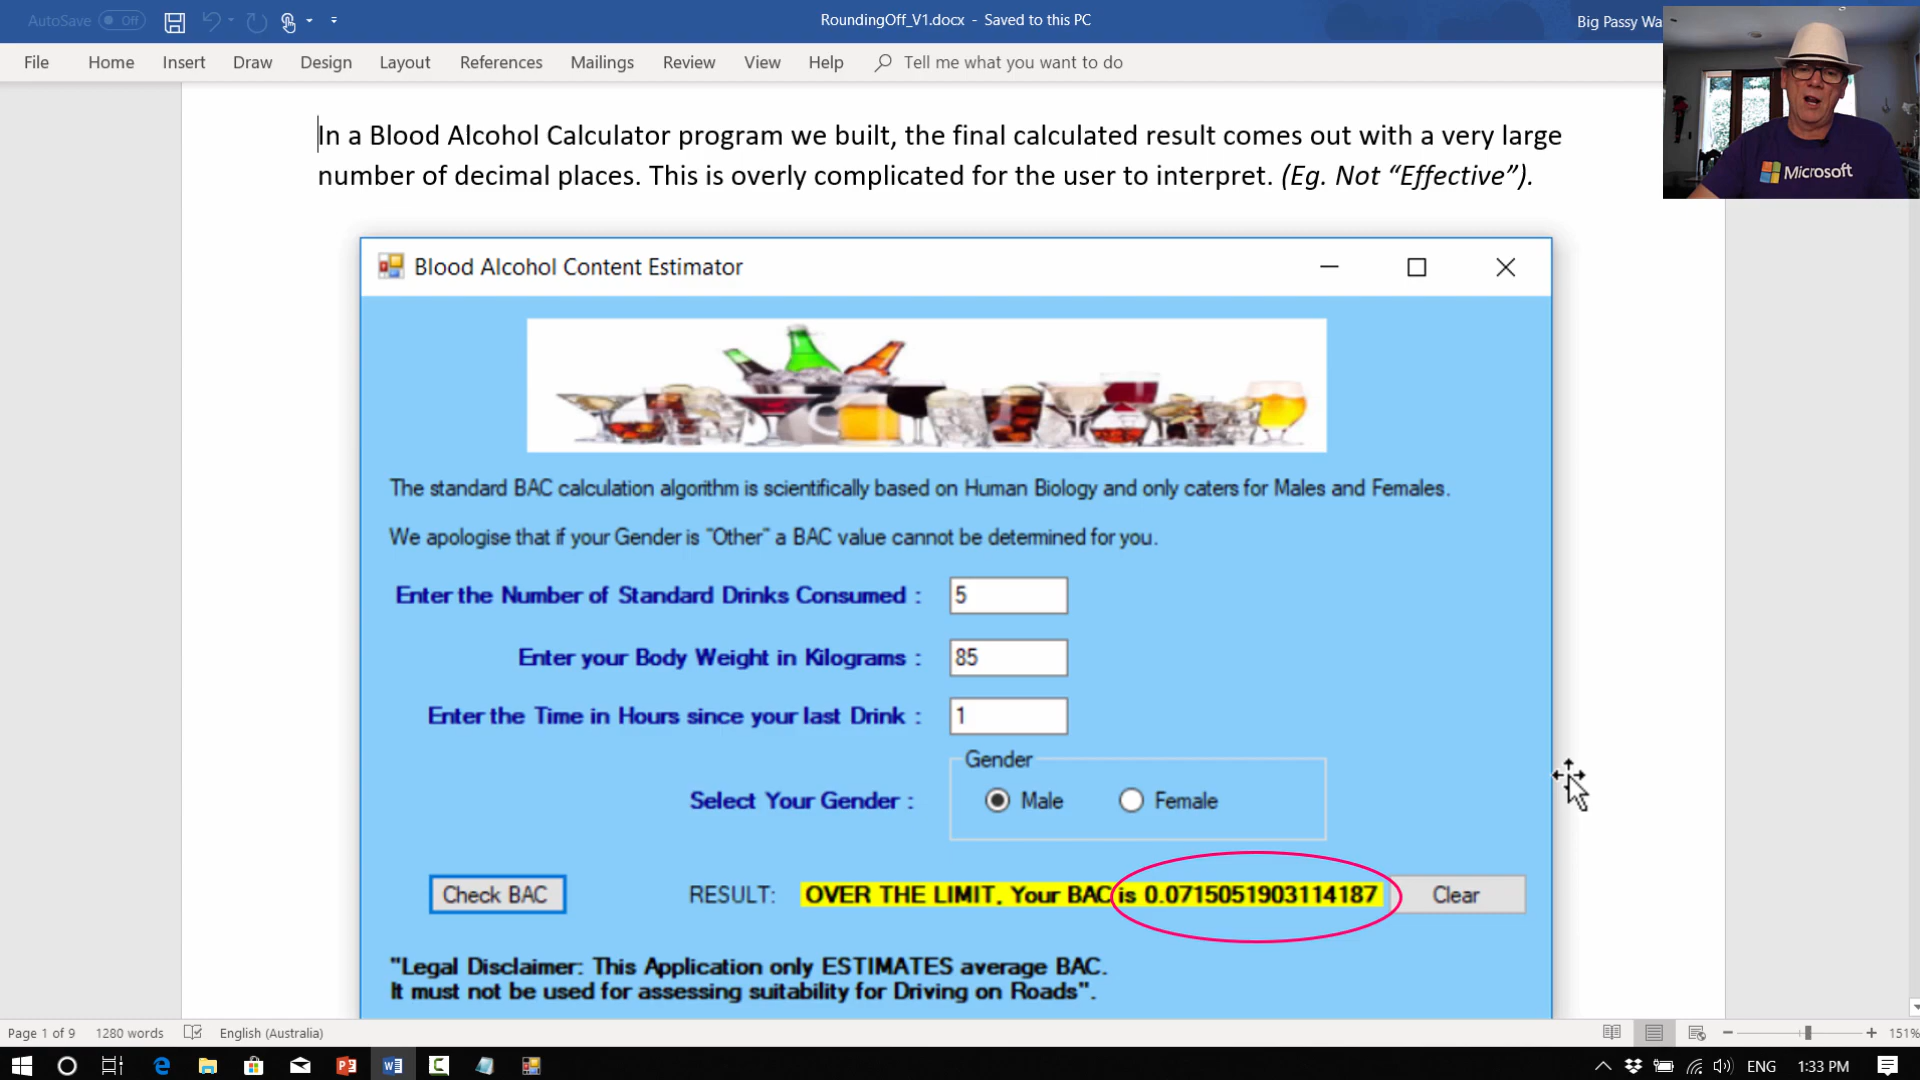 AutoSave Off
RoundingOff_V1.docx - Saved to this PC
Big Passy Wa
File Home Insert Draw Design Layout References Mailings Review View Help Tell me what you want to do
Microsoft
In a Blood Alcohol Calculator program we built, the final calculated result comes out with a very large
number of decimal places. This is overly complicated for the user to interpret. (Eg. Not “Effective”).
Blood Alcohol Content Estimator
The standard BAC calculation algorithm is scientifically based on Human Biology and only caters for Males and Females.
We apologise that if your Gender is "Other" a BAC value cannot be determined for you.
Enter the Number of Standard Drinks Consumed : 5
Enter your Body Weight in Kilograms : 85
Enter the Time in Hours since your last Drink : 1
Gender
Select Your Gender : Male Female
Check BAC RESULT: OVER THE LIMIT. Your BAC is 0.0715051903114187 Clear
"Legal Disclaimer: This Application only ESTIMATES average BAC.
It must not be used for assessing suitability for Driving on Roads".
Page 1 of 9 1280 words English (Australia) 151%
ENG 1:33 PM